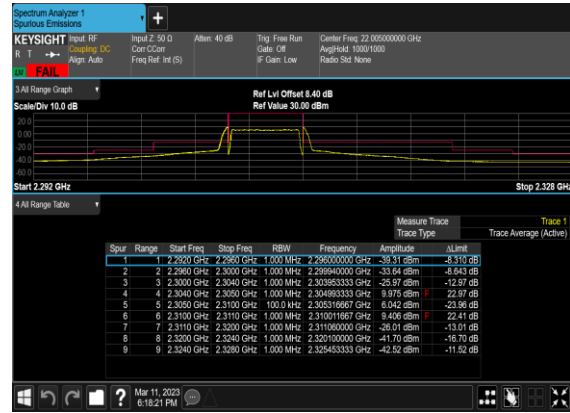 Spectrum Analyzer 1
Spurious Emissions
KEYSIGHT Input: RF Input Z: 50 Ω Atten: 40 dB Trig: Free Run Center Freq: 22.005000000 GHz
R T Coupling: DC Corr CCorr Gate: Off Avg|Hold: 1000/1000
Align: Auto Freq Ref: Int (S) IF Gain: Low Radio Std: None
FAIL
3 All Range Graph
Ref Lvl Offset 8.40 dB
Scale/Div 10.0 dB Ref Value 30.00 dBm
20.0
0.00
-20.0
-40.0
-60.0
Start 2.292 GHz Stop 2.328 GHz
4 All Range Table
Measure Trace Trace 1
Trace Type Trace Average (Active)
Spur Range Start Freq Stop Freq RBW Frequency Amplitude ΔLimit
1 1 2.2920 GHz 2.2960 GHz 1.000 MHz 2.296000000 GHz -39.31 dBm -8.310 dB
2 2 2.2960 GHz 2.3000 GHz 1.000 MHz 2.299940000 GHz -33.64 dBm -8.643 dB
3 3 2.3000 GHz 2.3040 GHz 1.000 MHz 2.303953333 GHz -25.97 dBm -12.97 dB
4 4 2.3040 GHz 2.3050 GHz 1.000 MHz 2.304993333 GHz 9.975 dBm F 22.97 dB
5 5 2.3050 GHz 2.3100 GHz 100.0 kHz 2.305316667 GHz 6.042 dBm -23.96 dB
6 6 2.3100 GHz 2.3110 GHz 1.000 MHz 2.310011667 GHz 9.406 dBm F 22.41 dB
7 7 2.3110 GHz 2.3200 GHz 1.000 MHz 2.311060000 GHz -26.01 dBm -13.01 dB
8 8 2.3200 GHz 2.3240 GHz 1.000 MHz 2.320100000 GHz -41.70 dBm -16.70 dB
9 9 2.3240 GHz 2.3280 GHz 1.000 MHz 2.325453333 GHz -42.52 dBm -11.52 dB
Mar 11, 2023
6:18:21 PM